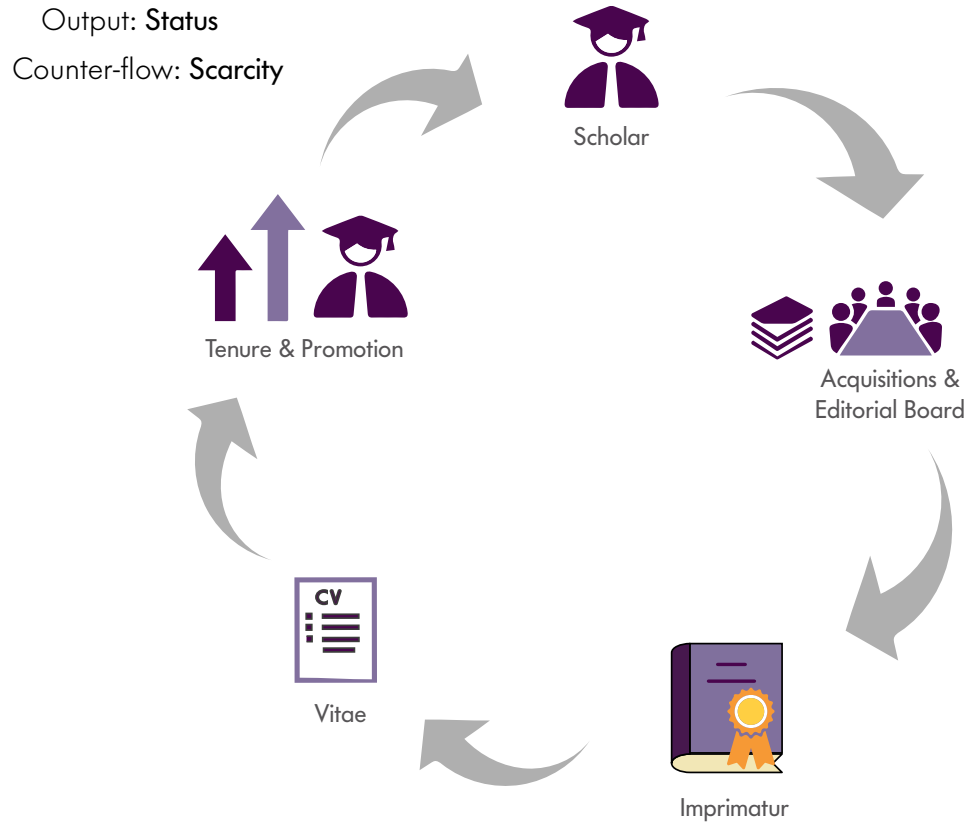 Output: Status
Counter-flow: Scarcity
Scholar
Acquisitions &
Editorial Board
Imprimatur
CV
Vitae
Tenure & Promotion